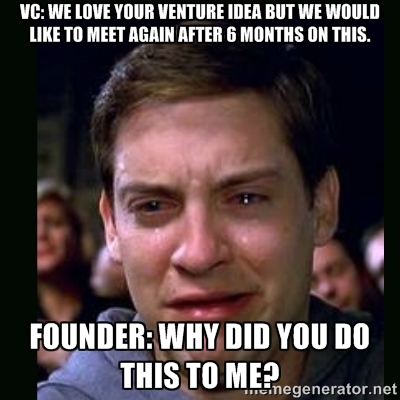 VC: WE LOVE YOUR VENTURE IDEA BUT WE WOULD
LIKE TO MEET AGAIN AFTER 6 MONTHS ON THIS.
FOUNDER: WHY DID YOU DO
THIS TO ME?
memegenerator.net